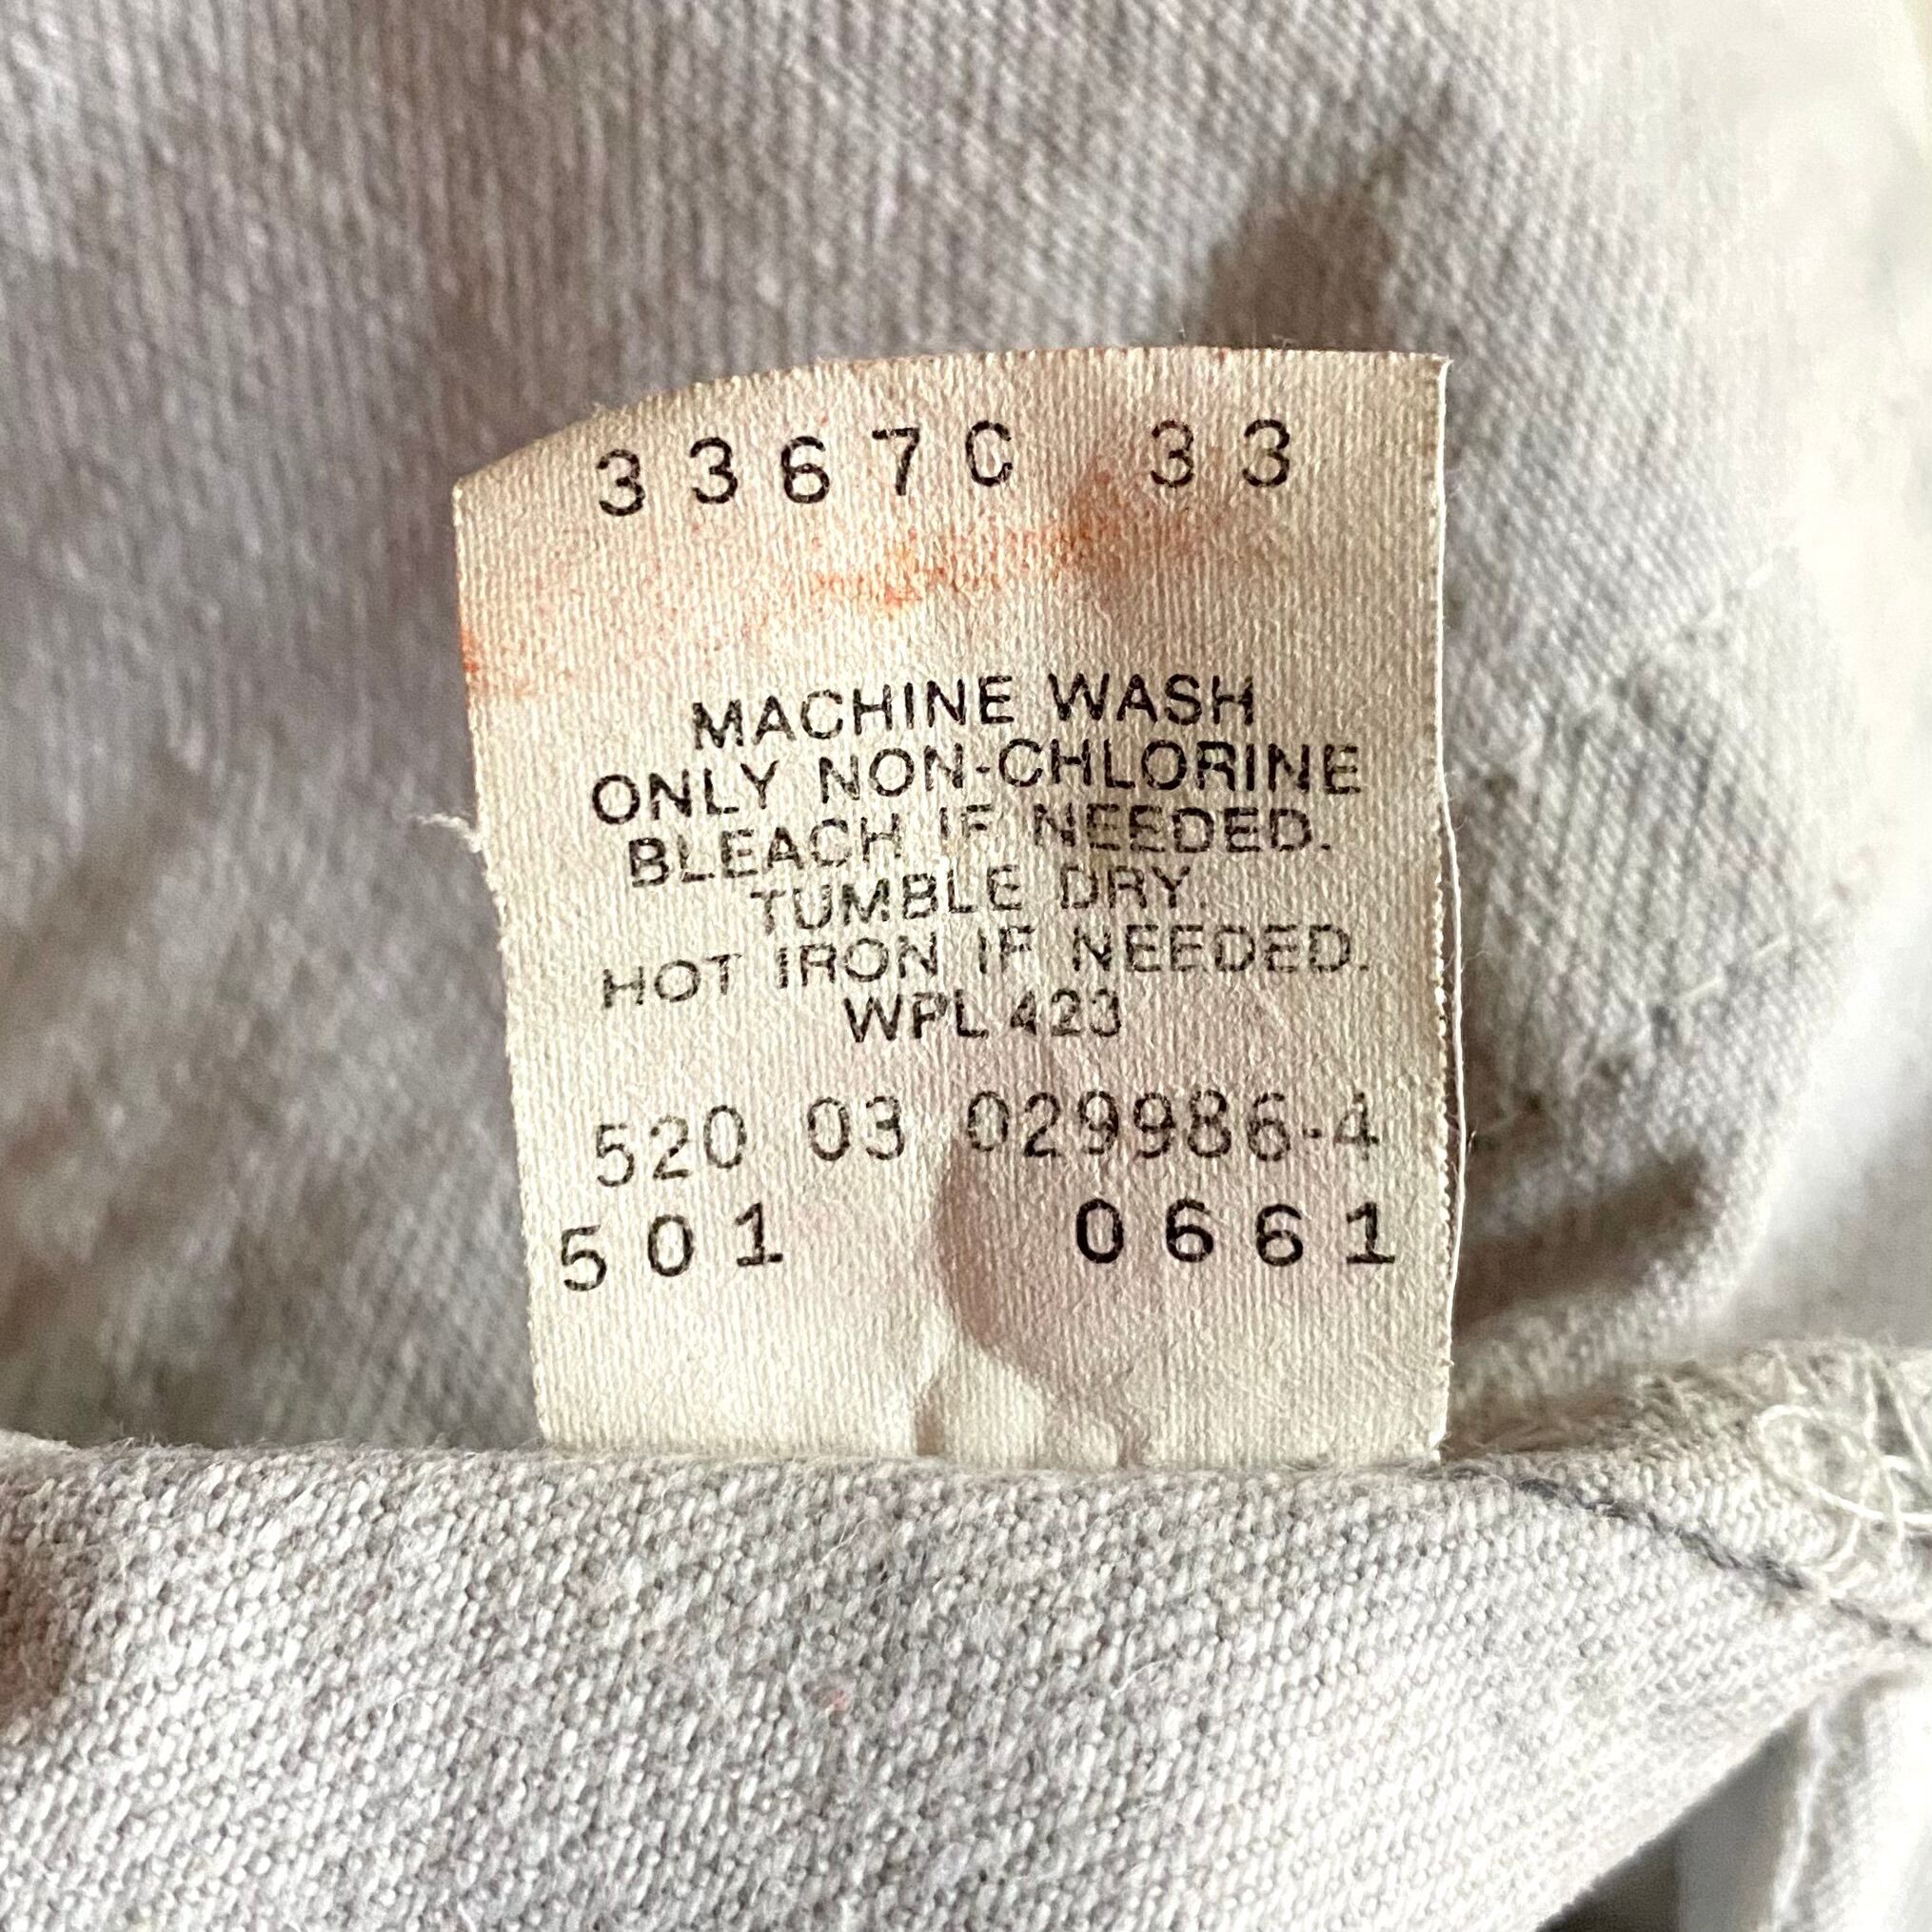 3367C 33
MACHINE WASH
ONLY NON-CHLORINE
BLEACH IF NEEDED.
TUMBLE DRY.
HOT IRON IF NEEDED.
WPL 423
520 03 029986-4
501 0661